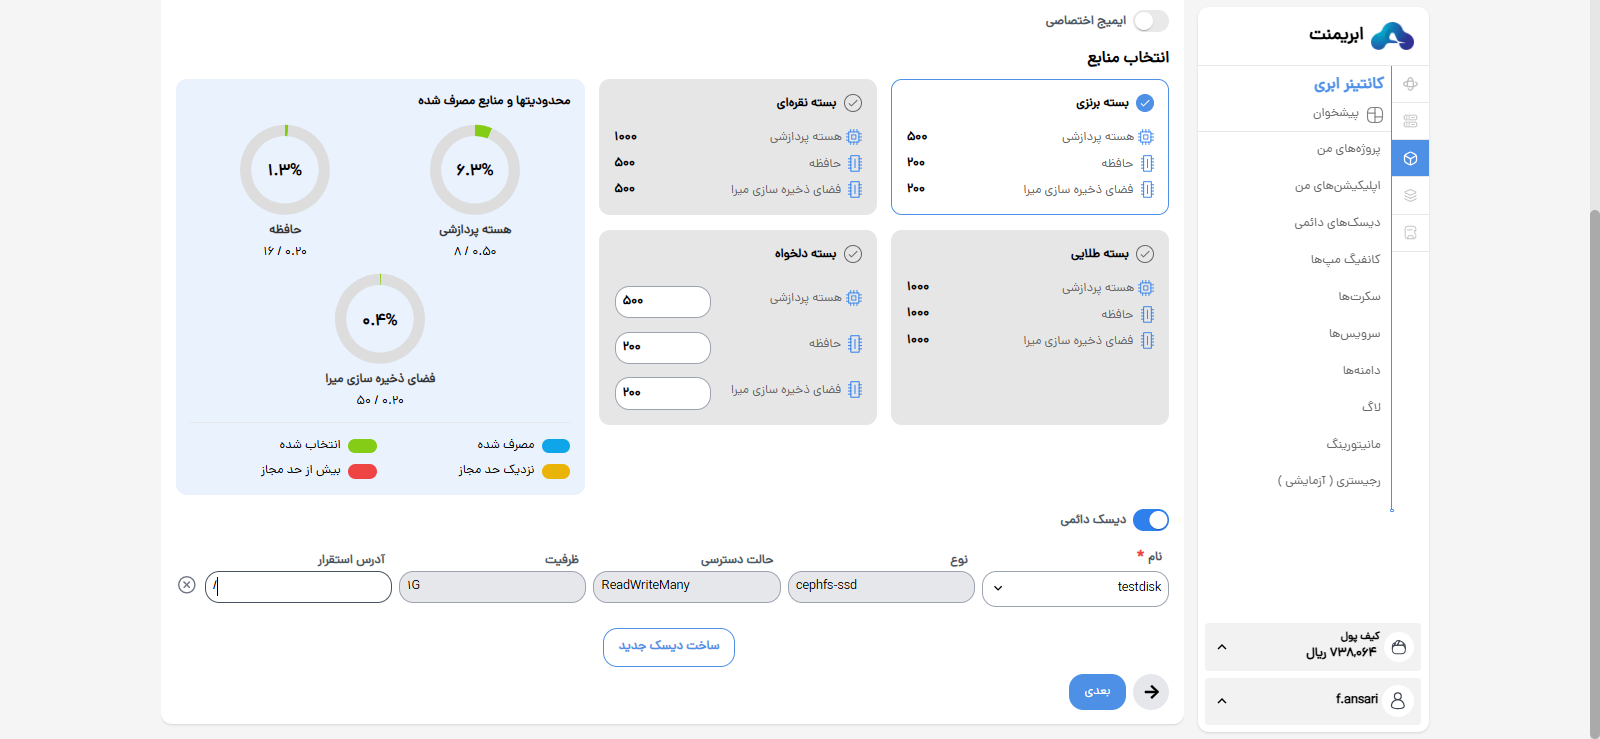 ابریمنت
کانتینر ابری
پیشخوان
پروژه‌های من
اپلیکیشن‌های من
دیسک‌های دائمی
کانفیگ مپ‌ها
سکرت‌ها
سرویس‌ها
دامنه‌ها
لاگ
مانیتورینگ
رجیستری ( آزمایشی )
کیف پول
۷۳۸,۰۶۴ ریال
f.ansari
ایمیج اختصاصی
انتخاب منابع
بسته برنزی
هسته پردازشی ۵۰۰
حافظه ۲۰۰
فضای ذخیره سازی میرا ۲۰۰
بسته نقره‌ای
هسته پردازشی ۱۰۰۰
حافظه ۵۰۰
فضای ذخیره سازی میرا ۵۰۰
بسته طلایی
هسته پردازشی ۱۰۰۰
حافظه ۱۰۰۰
فضای ذخیره سازی میرا ۱۰۰۰
بسته دلخواه
هسته پردازشی ۵۰۰
حافظه ۲۰۰
فضای ذخیره سازی میرا ۲۰۰
محدودیتها و منابع مصرف شده
۶.۳%
هسته پردازشی
۸ / ۰.۵۰
۱.۳%
حافظه
۱۶ / ۰.۲۰
۰.۴%
فضای ذخیره سازی میرا
۵۰ / ۰.۲۰
مصرف شده
انتخاب شده
نزدیک حد مجاز
بیش از حد مجاز
دیسک دائمی
نام *
نوع
حالت دسترسی
ظرفیت
آدرس استقرار
testdisk
cephfs-ssd
ReadWriteMany
۱G
/
ساخت دیسک جدید
بعدی